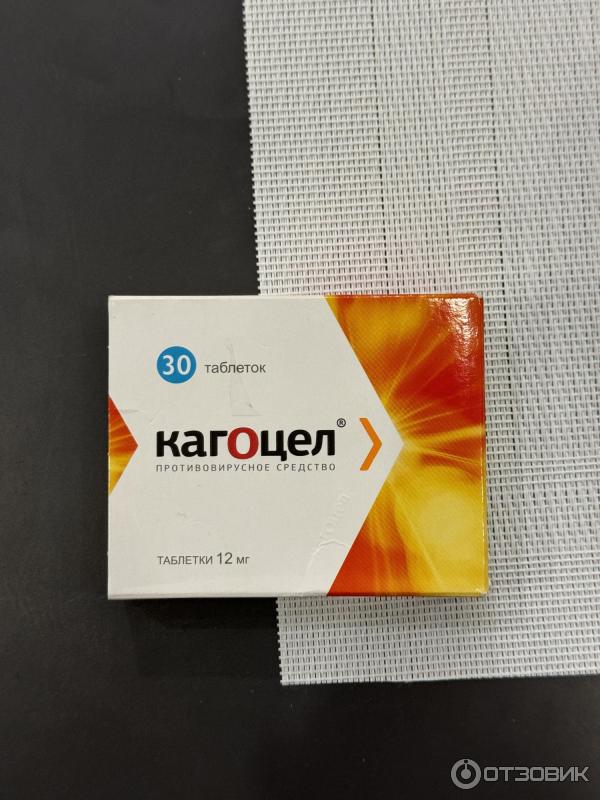 30 таблеток
кагоцел®
ПРОТИВОВИРУСНОЕ СРЕДСТВО
ТАБЛЕТКИ 12 мг
ОТЗОВИК